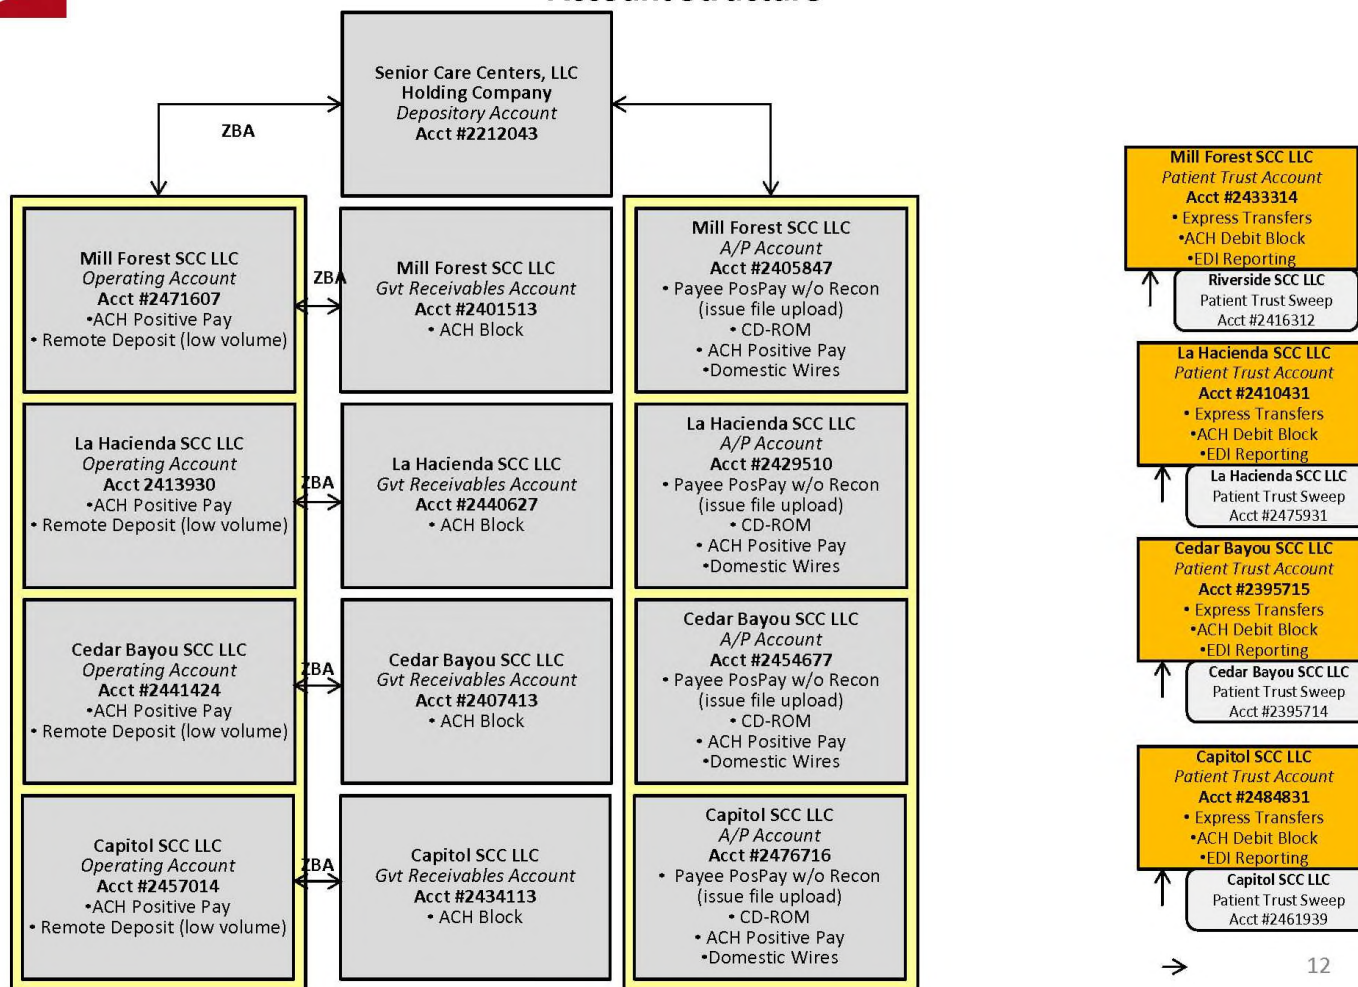 Account Structure
Senior Care Centers, LLC
Holding Company
Depository Account
Acct #2212043
ZBA
Mill Forest SCC LLC
Operating Account
Acct #2471607
•ACH Positive Pay
• Remote Deposit (low volume)
ZBA
Mill Forest SCC LLC
Gvt Receivables Account
Acct #2401513
• ACH Block
Mill Forest SCC LLC
A/P Account
Acct #2405847
• Payee PosPay w/o Recon
(issue file upload)
• CD-ROM
• ACH Positive Pay
•Domestic Wires
La Hacienda SCC LLC
Operating Account
Acct 2413930
•ACH Positive Pay
• Remote Deposit (low volume)
ZBA
La Hacienda SCC LLC
Gvt Receivables Account
Acct #2440627
• ACH Block
La Hacienda SCC LLC
A/P Account
Acct #2429510
• Payee PosPay w/o Recon
(issue file upload)
• CD-ROM
• ACH Positive Pay
•Domestic Wires
Cedar Bayou SCC LLC
Operating Account
Acct #2441424
•ACH Positive Pay
• Remote Deposit (low volume)
ZBA
Cedar Bayou SCC LLC
Gvt Receivables Account
Acct #2407413
• ACH Block
Cedar Bayou SCC LLC
A/P Account
Acct #2454677
• Payee PosPay w/o Recon
(issue file upload)
• CD-ROM
• ACH Positive Pay
•Domestic Wires
Capitol SCC LLC
Operating Account
Acct #2457014
•ACH Positive Pay
• Remote Deposit (low volume)
ZBA
Capitol SCC LLC
Gvt Receivables Account
Acct #2434113
• ACH Block
Capitol SCC LLC
A/P Account
Acct #2476716
• Payee PosPay w/o Recon
(issue file upload)
• CD-ROM
• ACH Positive Pay
•Domestic Wires
Mill Forest SCC LLC
Patient Trust Account
Acct #2433314
• Express Transfers
•ACH Debit Block
•EDI Reporting
Riverside SCC LLC
Patient Trust Sweep
Acct #2416312
La Hacienda SCC LLC
Patient Trust Account
Acct #2410431
• Express Transfers
•ACH Debit Block
•EDI Reporting
La Hacienda SCC LLC
Patient Trust Sweep
Acct #2475931
Cedar Bayou SCC LLC
Patient Trust Account
Acct #2395715
• Express Transfers
•ACH Debit Block
•EDI Reporting
Cedar Bayou SCC LLC
Patient Trust Sweep
Acct #2395714
Capitol SCC LLC
Patient Trust Account
Acct #2484831
• Express Transfers
•ACH Debit Block
•EDI Reporting
Capitol SCC LLC
Patient Trust Sweep
Acct #2461939
12